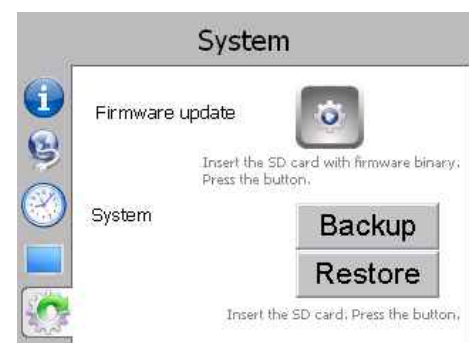 System
Firmware update
Insert the SD card with firmware binary.
Press the button.
System
Backup
Restore
Insert the SD card. Press the button.